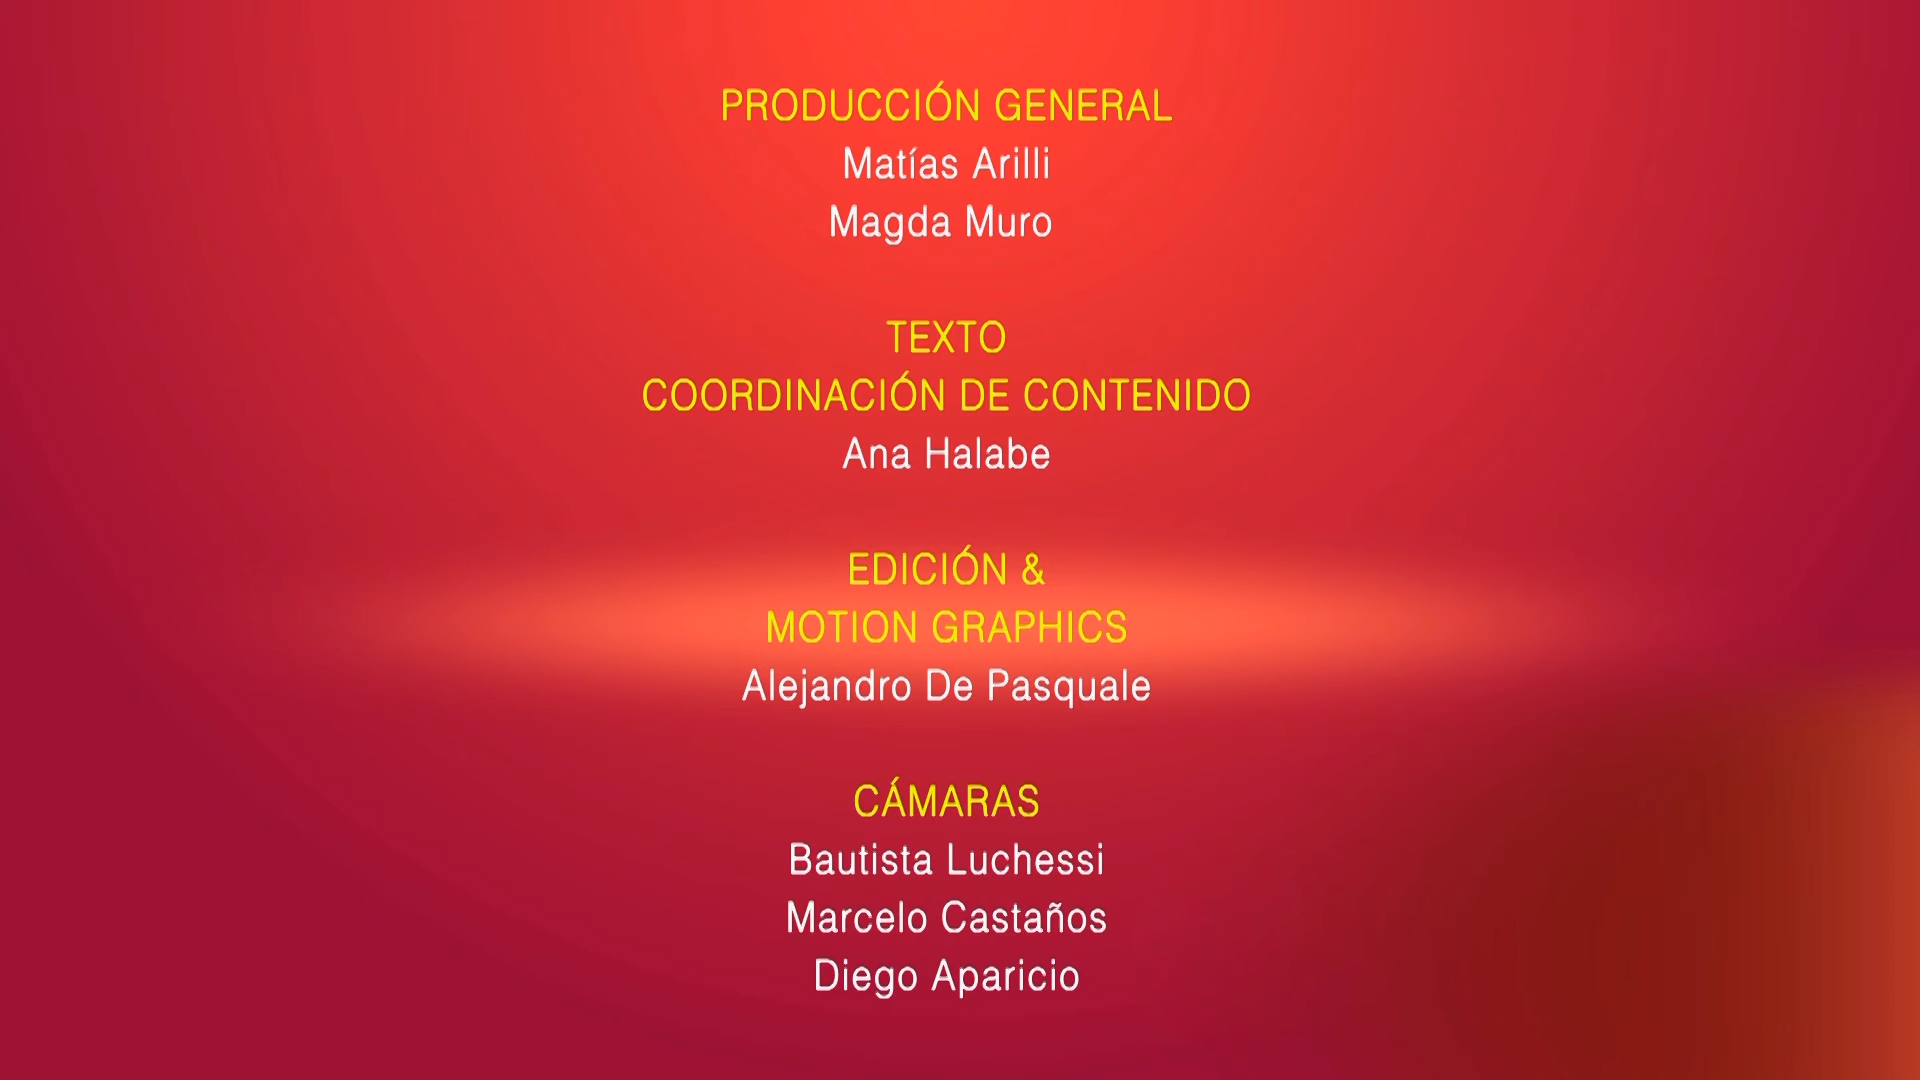 PRODUCCIÓN GENERAL
Matías Arilli
Magda Muro
TEXTO
COORDINACIÓN DE CONTENIDO
Ana Halabe
EDICIÓN &
MOTION GRAPHICS
Alejandro De Pasquale
CÁMARAS
Bautista Luchessi
Marcelo Castaños
Diego Aparicio